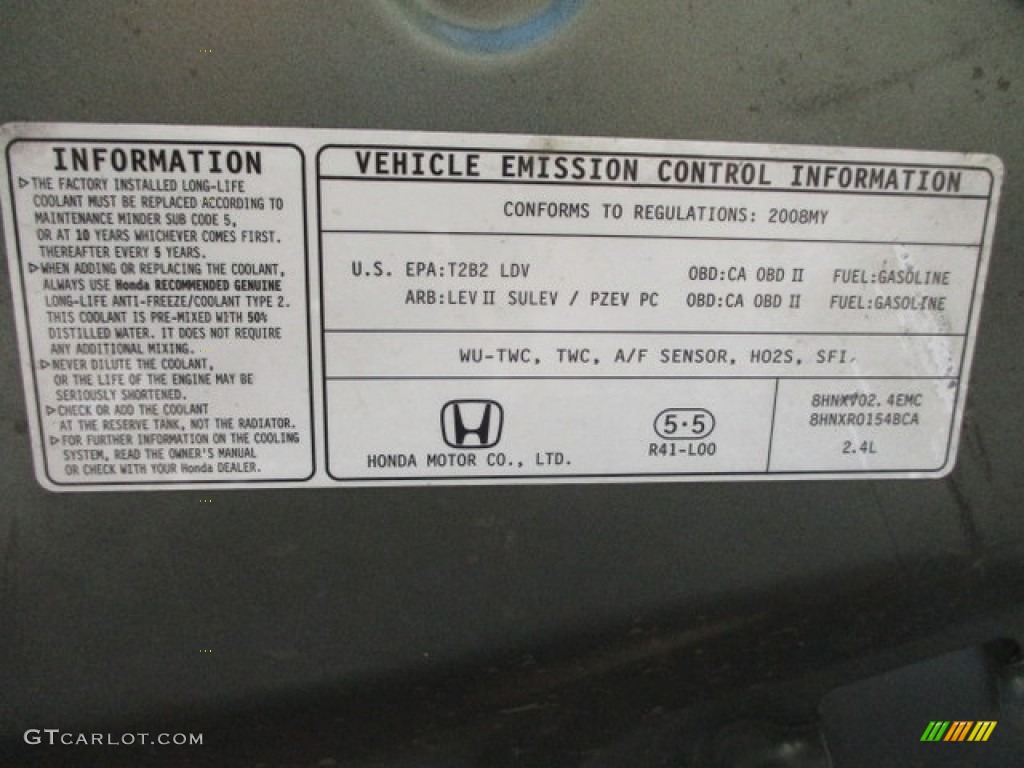 INFORMATION
▷THE FACTORY INSTALLED LONG-LIFE
COOLANT MUST BE REPLACED ACCORDING TO
MAINTENANCE MINDER SUB CODE 5,
OR AT 10 YEARS WHICHEVER COMES FIRST.
THEREAFTER EVERY 5 YEARS.
▷WHEN ADDING OR REPLACING THE COOLANT,
ALWAYS USE Honda RECOMMENDED GENUINE
LONG-LIFE ANTI-FREEZE/COOLANT TYPE 2.
THIS COOLANT IS PRE-MIXED WITH 50%
DISTILLED WATER. IT DOES NOT REQUIRE
ANY ADDITIONAL MIXING.
▷NEVER DILUTE THE COOLANT,
OR THE LIFE OF THE ENGINE MAY BE
SERIOUSLY SHORTENED.
▷CHECK OR ADD THE COOLANT
AT THE RESERVE TANK, NOT THE RADIATOR.
▷FOR FURTHER INFORMATION ON THE COOLING
SYSTEM, READ THE OWNER'S MANUAL
OR CHECK WITH YOUR Honda DEALER.
VEHICLE EMISSION CONTROL INFORMATION
CONFORMS TO REGULATIONS: 2008MY
U.S. EPA:T2B2 LDV OBD:CA OBD II FUEL:GASOLINE
ARB:LEV II SULEV / PZEV PC OBD:CA OBD II FUEL:GASOLINE
WU-TWC, TWC, A/F SENSOR, HO2S, SFI
HONDA MOTOR CO., LTD.
5·5
R41-L00
8HNXV02.4EMC
8HNXR0154BCA
2.4L
GTCARLOT.COM